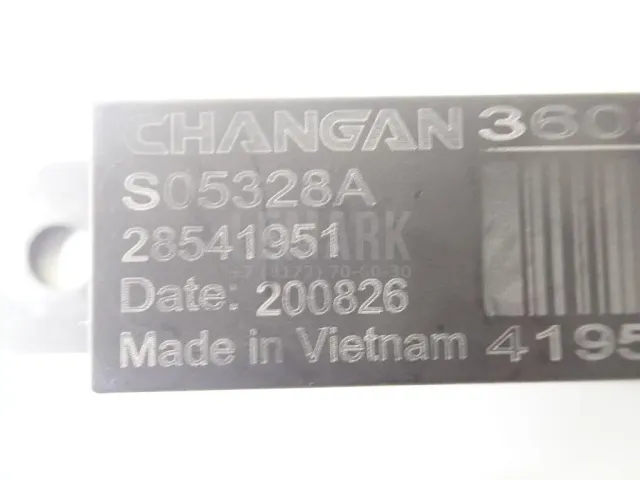 CHANGAN 360
S05328A
28541951
Date: 200826
Made in Vietnam 4195